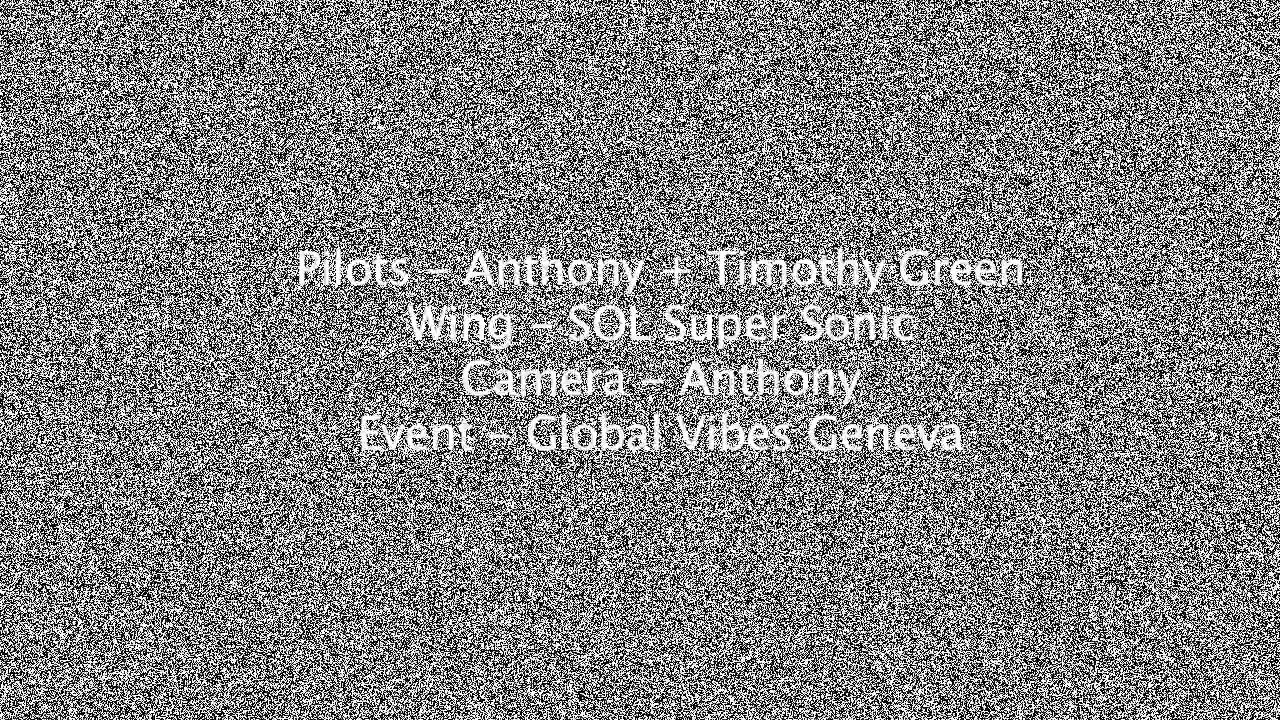 Pilots – Anthony + Timothy Green
Wing – SOL Super Sonic
Camera – Anthony
Event – Global Vibes Geneva